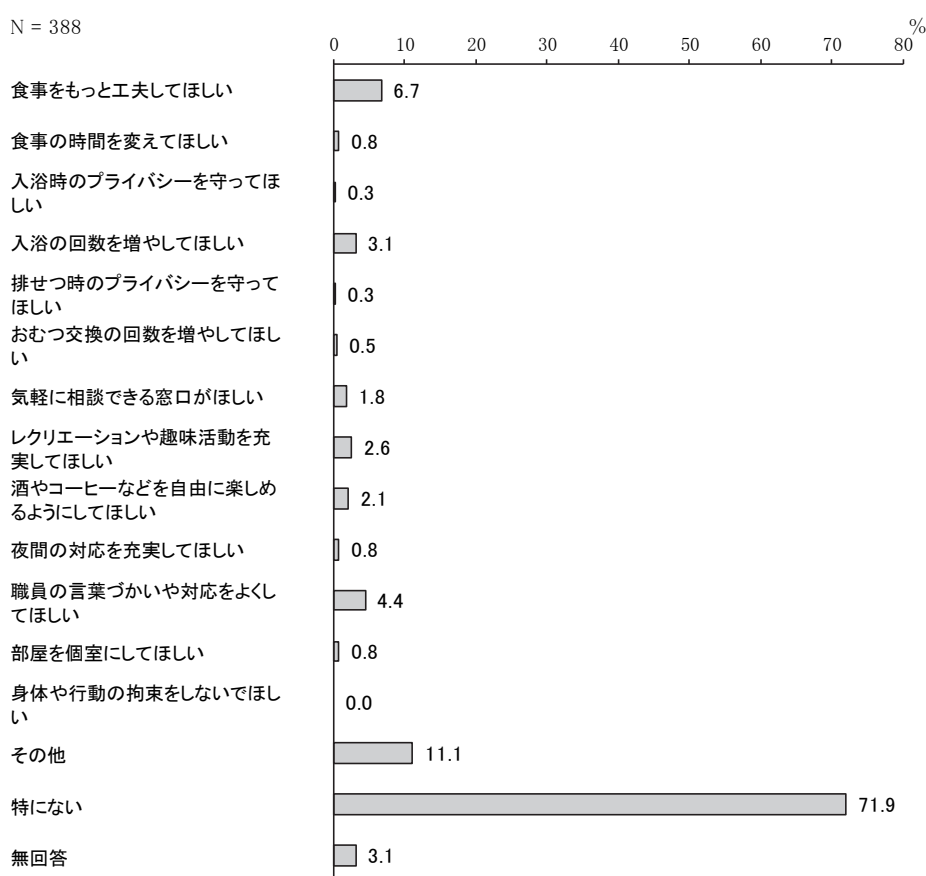 N = 388
%
0 10 20 30 40 50 60 70 80
食事をもっと工夫してほしい 6.7
食事の時間を変えてほしい 0.8
入浴時のプライバシーを守ってほ
しい
0.3
入浴の回数を増やしてほしい 3.1
排せつ時のプライバシーを守って
ほしい
0.3
おむつ交換の回数を増やしてほし
い
0.5
気軽に相談できる窓口がほしい 1.8
レクリエーションや趣味活動を充
実してほしい
2.6
酒やコーヒーなどを自由に楽しめ
るようにしてほしい
2.1
夜間の対応を充実してほしい 0.8
職員の言葉づかいや対応をよくし
てほしい
4.4
部屋を個室にしてほしい 0.8
身体や行動の拘束をしないでほし
い
0.0
その他 11.1
特にない 71.9
無回答 3.1